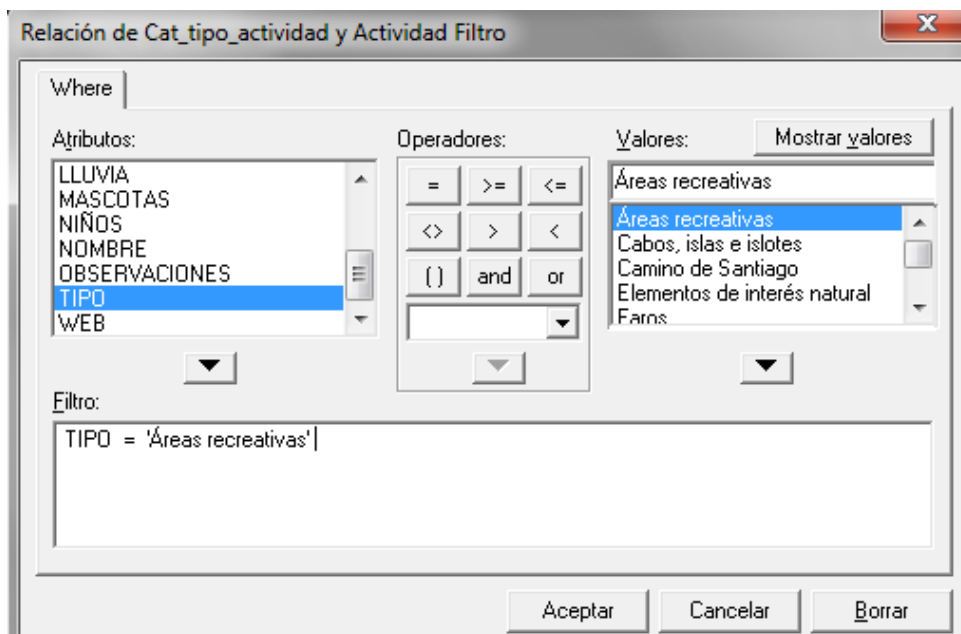 Relación de Cat_tipo_actividad y Actividad Filtro
x
Where
Atributos:
LLUVIA
MASCOTAS
NIÑOS
NOMBRE
OBSERVACIONES
TIPO
WEB
Operadores:
= >= <=
<> > <
( ) and or
Valores:
Mostrar valores
Áreas recreativas
Áreas recreativas
Cabos, islas e islotes
Camino de Santiago
Elementos de interés natural
Faros
Filtro:
TIPO = 'Áreas recreativas'
Aceptar Cancelar Borrar